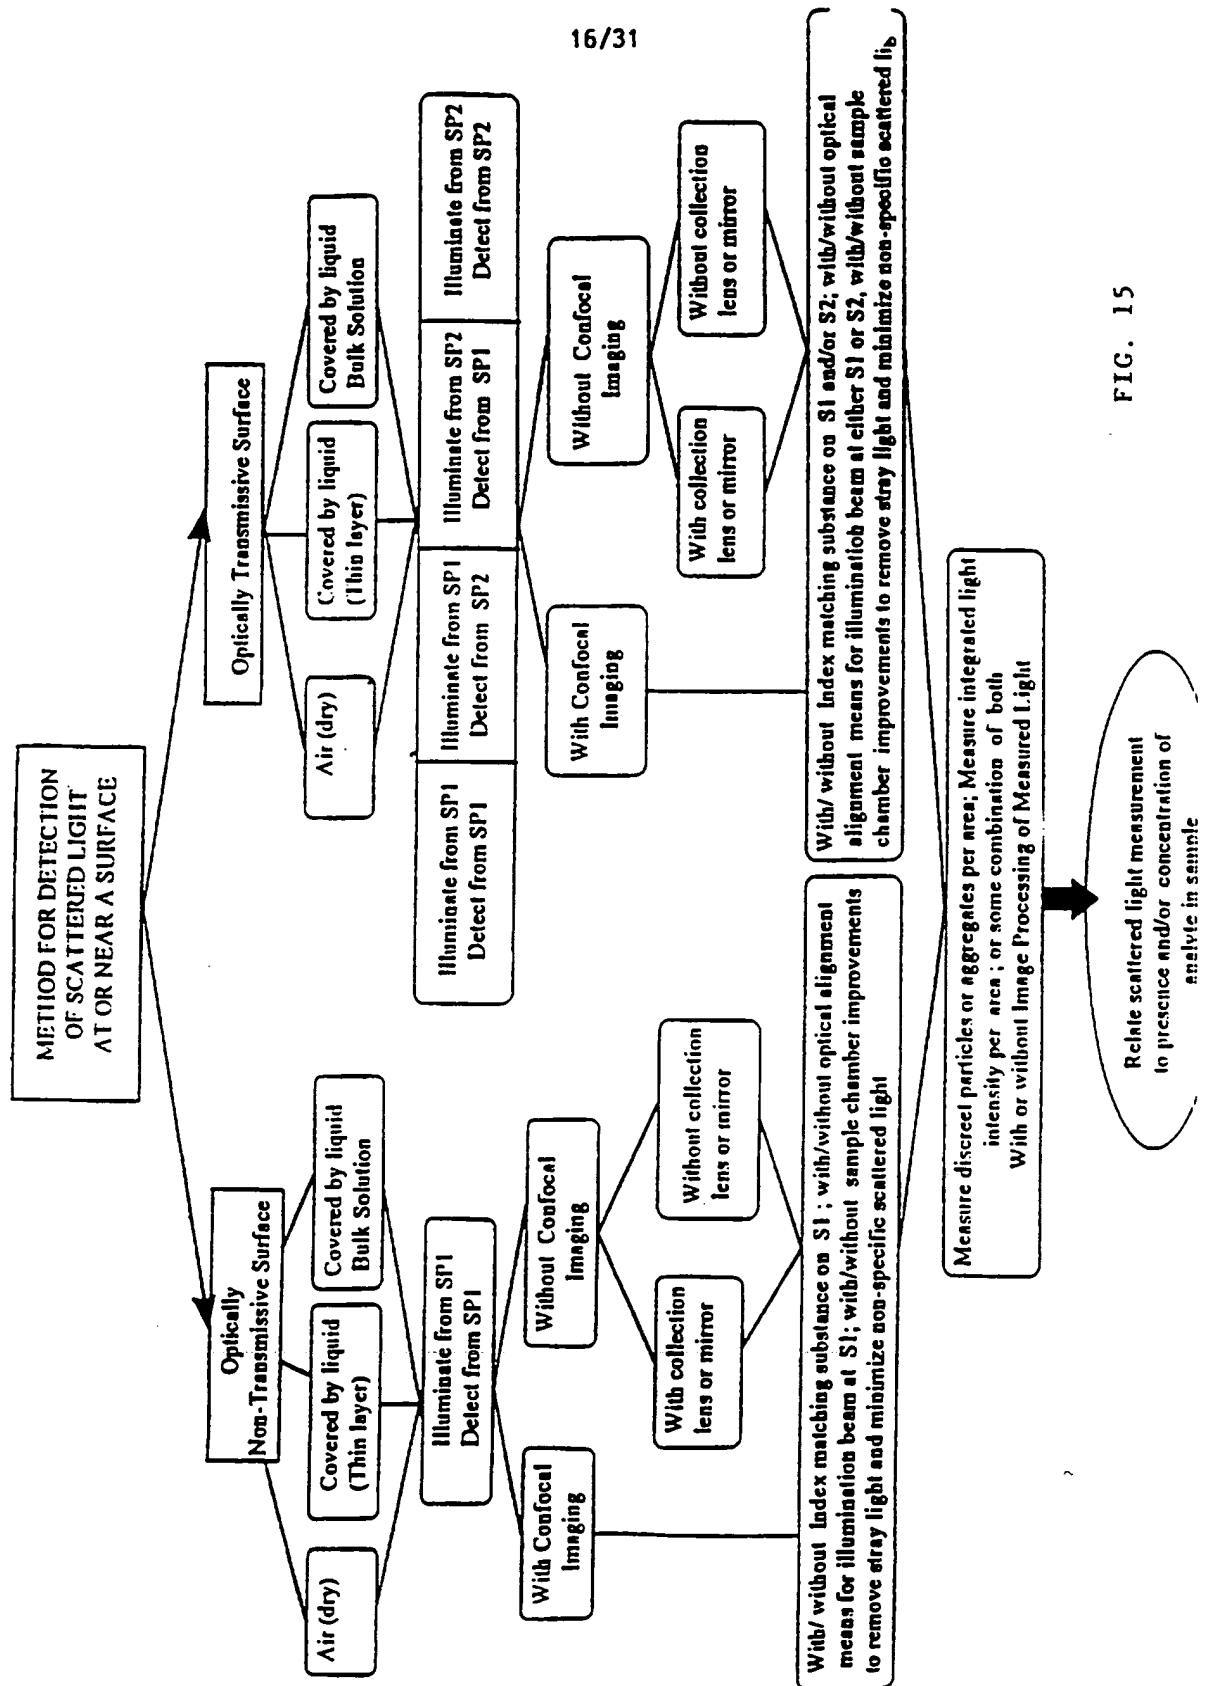 16/31
METHOD FOR DETECTION
OF SCATTERED LIGHT
AT OR NEAR A SURFACE
Optically
Non-Transmissive Surface
Optically Transmissive Surface
Air (dry)
Covered by liquid
(Thin layer)
Covered by liquid
Bulk Solution
Air (dry)
Covered by liquid
(Thin layer)
Covered by liquid
Bulk Solution
Illuminate from SP1
Detect from SP1
Illuminate from SP1
Detect from SP1
Illuminate from SP1
Detect from SP2
Illuminate from SP2
Detect from SP1
Illuminate from SP2
Detect from SP2
With Confocal
Imaging
Without Confocal
Imaging
With Confocal
Imaging
Without Confocal
Imaging
With collection
lens or mirror
Without collection
lens or mirror
With collection
lens or mirror
Without collection
lens or mirror
With/ without Index matching substance on S1 ; with/without optical alignment
means for illumination beam at S1; with/without sample chamber improvements
to remove stray light and minimize non-specific scattered light
With/ without Index matching substance on S1 and/or S2; with/without optical
alignment means for illumination beam at either S1 or S2, with/without sample
chamber improvements to remove stray light and minimize non-specific scattered
Measure discreel particles or aggregates per area; Measure integrated light
intensity per area ; or some combination of both
With or without Image Processing of Measured Light
Relate scattered light measurement
to presence and/or concentration of
analyte in sample
FIG. 15